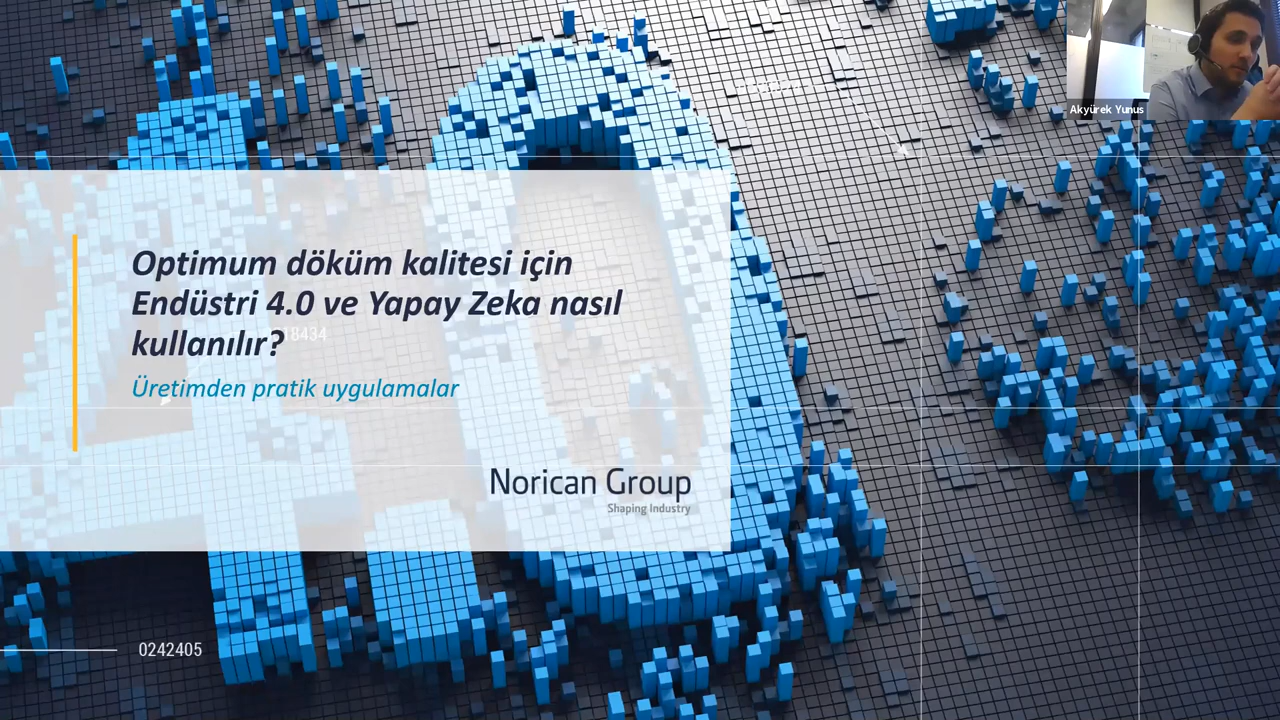 Akyürek Yunus
Optimum döküm kalitesi için
Endüstri 4.0 ve Yapay Zeka nasıl
kullanılır?
18434
Üretimden pratik uygulamalar
Norican Group
Shaping Industry
0242405